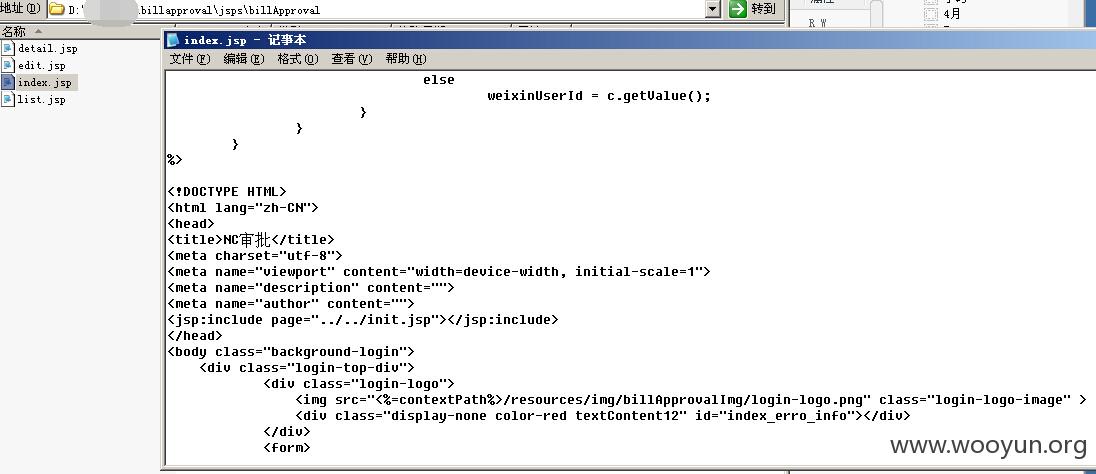 地址(D)
D:\
\billapproval\jsps\billApproval
转到
R W
4月
名称
detail.jsp
edit.jsp
index.jsp
list.jsp
index.jsp - 记事本
文件(F) 编辑(E) 格式(O) 查看(V) 帮助(H)
else
weixinUserId = c.getValue();
}
}
}
%>
<!DOCTYPE HTML>
<html lang="zh-CN">
<head>
<title>NC审批</title>
<meta charset="utf-8">
<meta name="viewport" content="width=device-width, initial-scale=1">
<meta name="description" content="">
<meta name="author" content="">
<jsp:include page="../../init.jsp"></jsp:include>
</head>
<body class="background-login">
<div class="login-top-div">
<div class="login-logo">
<img src="<%=contextPath%>/resources/img/billApprovalImg/login-logo.png" class="login-logo-image" >
<div class="display-none color-red textContent12" id="index_erro_info"></div>
</div>
<form>
www.wooyun.org